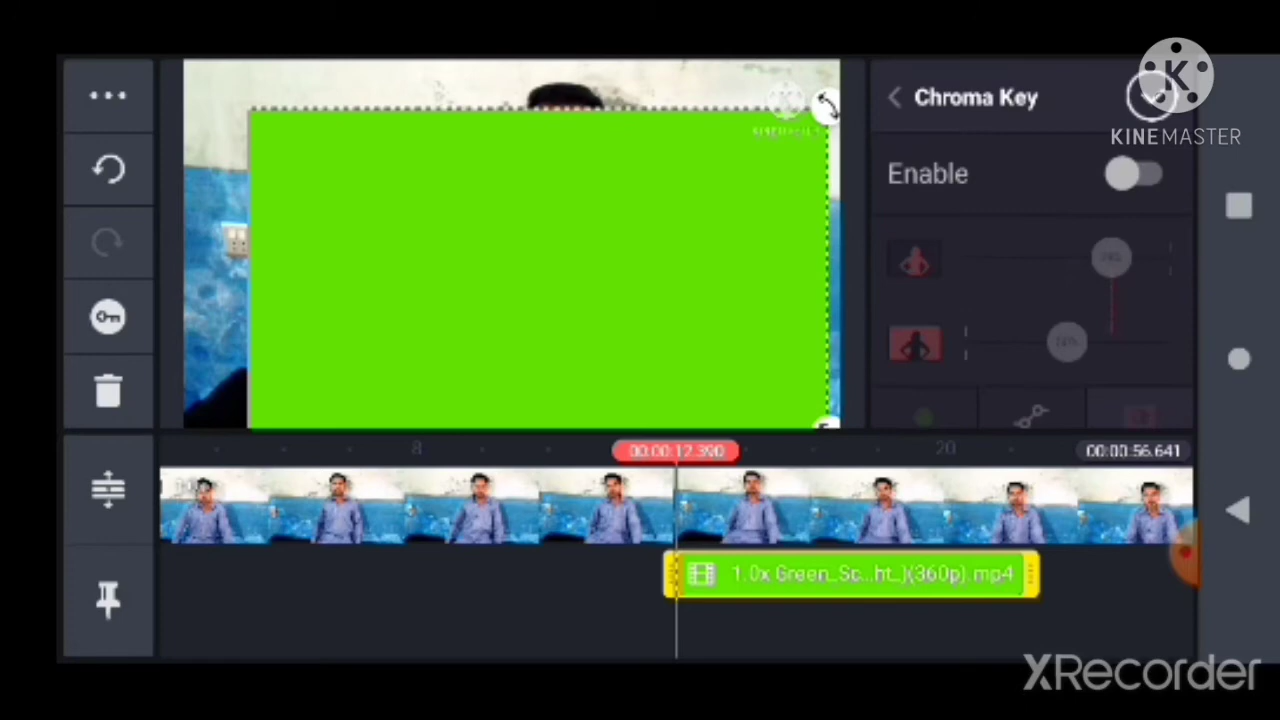 Chroma Key
KINEMASTER
Enable
8
00:00:12.390
20
00:00:56.641
1.0x Green_Sc...ht_)(360p).mp4
XRecorder